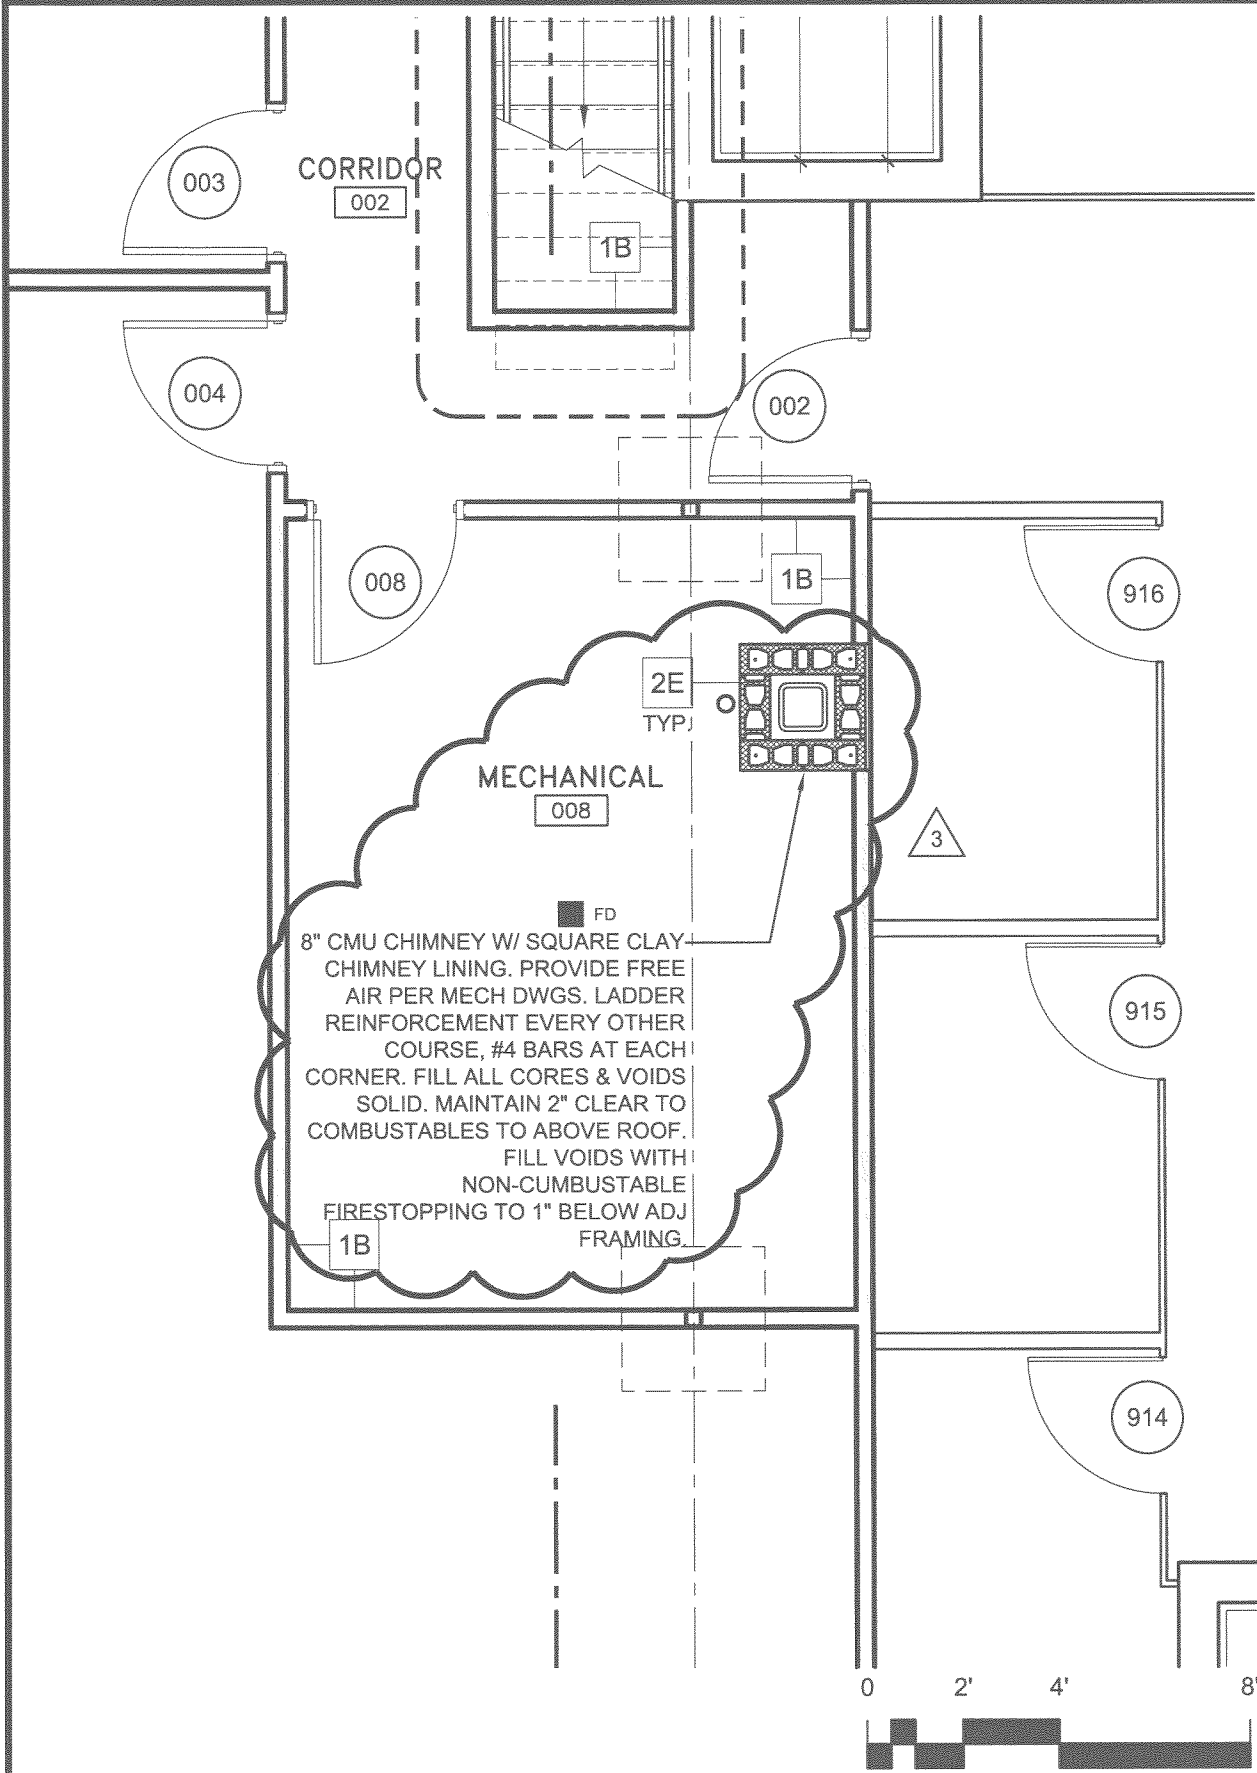 003
CORRIDOR
002
1B
004
002
008
1B
916
2E
TYP.
MECHANICAL
008
3
FD
8" CMU CHIMNEY W/ SQUARE CLAY
CHIMNEY LINING. PROVIDE FREE
AIR PER MECH DWGS. LADDER
REINFORCEMENT EVERY OTHER
COURSE, #4 BARS AT EACH
CORNER. FILL ALL CORES & VOIDS
SOLID. MAINTAIN 2" CLEAR TO
COMBUSTABLES TO ABOVE ROOF.
FILL VOIDS WITH
NON-CUMBUSTABLE
FIRESTOPPING TO 1" BELOW ADJ
FRAMING.
915
1B
914
0 2' 4' 8'